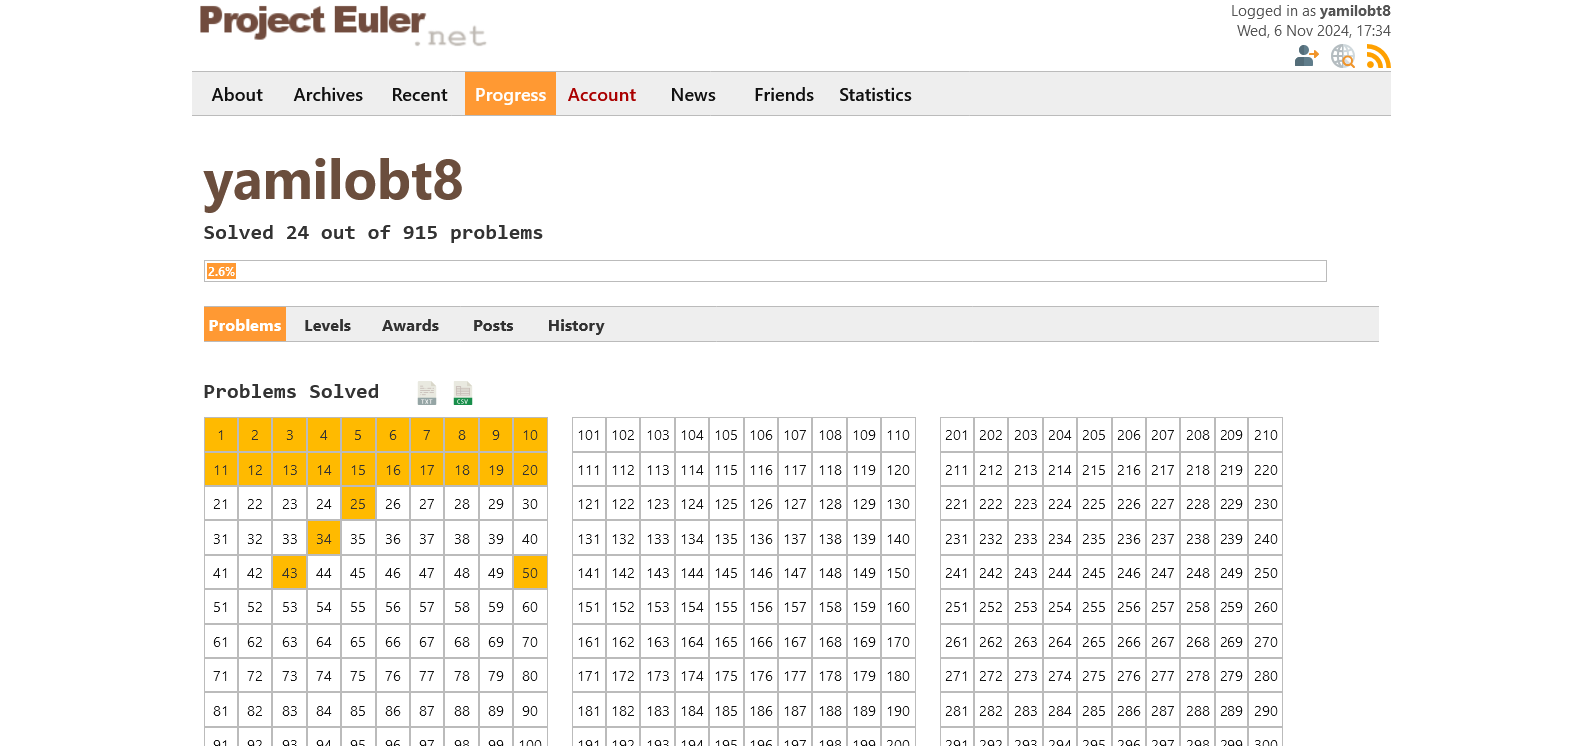 Project Euler
.net
Logged in as yamilobt8
Wed, 6 Nov 2024, 17:34
About Archives Recent Progress Account News Friends Statistics
yamilobt8
Solved 24 out of 915 problems
2.6%
Problems Levels Awards Posts History
Problems Solved TXT CSV
1 2 3 4 5 6 7 8 9 10 101 102 103 104 105 106 107 108 109 110 201 202 203 204 205 206 207 208 209 210
11 12 13 14 15 16 17 18 19 20 111 112 113 114 115 116 117 118 119 120 211 212 213 214 215 216 217 218 219 220
21 22 23 24 25 26 27 28 29 30 121 122 123 124 125 126 127 128 129 130 221 222 223 224 225 226 227 228 229 230
31 32 33 34 35 36 37 38 39 40 131 132 133 134 135 136 137 138 139 140 231 232 233 234 235 236 237 238 239 240
41 42 43 44 45 46 47 48 49 50 141 142 143 144 145 146 147 148 149 150 241 242 243 244 245 246 247 248 249 250
51 52 53 54 55 56 57 58 59 60 151 152 153 154 155 156 157 158 159 160 251 252 253 254 255 256 257 258 259 260
61 62 63 64 65 66 67 68 69 70 161 162 163 164 165 166 167 168 169 170 261 262 263 264 265 266 267 268 269 270
71 72 73 74 75 76 77 78 79 80 171 172 173 174 175 176 177 178 179 180 271 272 273 274 275 276 277 278 279 280
81 82 83 84 85 86 87 88 89 90 181 182 183 184 185 186 187 188 189 190 281 282 283 284 285 286 287 288 289 290
91 92 93 94 95 96 97 98 99 100 191 192 193 194 195 196 197 198 199 200 291 292 293 294 295 296 297 298 299 300